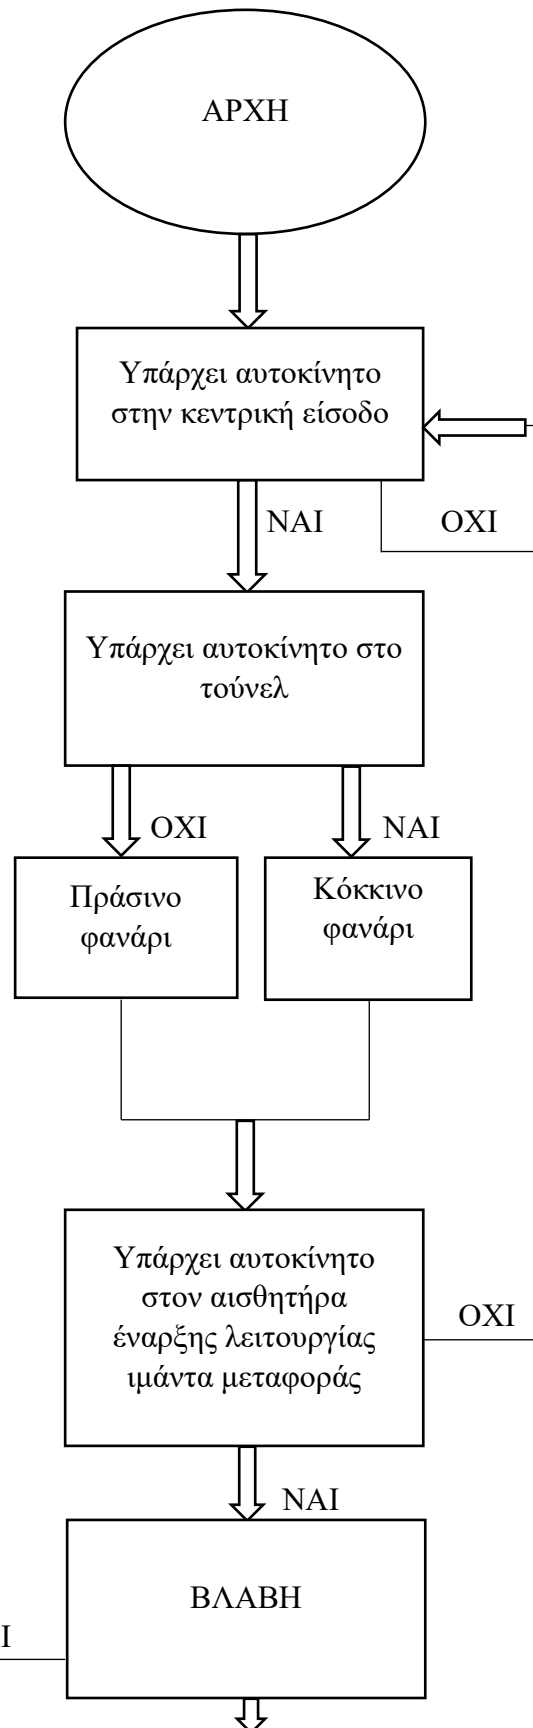 ΑΡΧΗ
Υπάρχει αυτοκίνητο
στην κεντρική είσοδο
ΝΑΙ
ΟΧΙ
Υπάρχει αυτοκίνητο στο
τούνελ
ΟΧΙ
ΝΑΙ
Πράσινο
φανάρι
Κόκκινο
φανάρι
Υπάρχει αυτοκίνητο
στον αισθητήρα
έναρξης λειτουργίας
ιμάντα μεταφοράς
ΟΧΙ
ΝΑΙ
ΒΛΑΒΗ
Ι